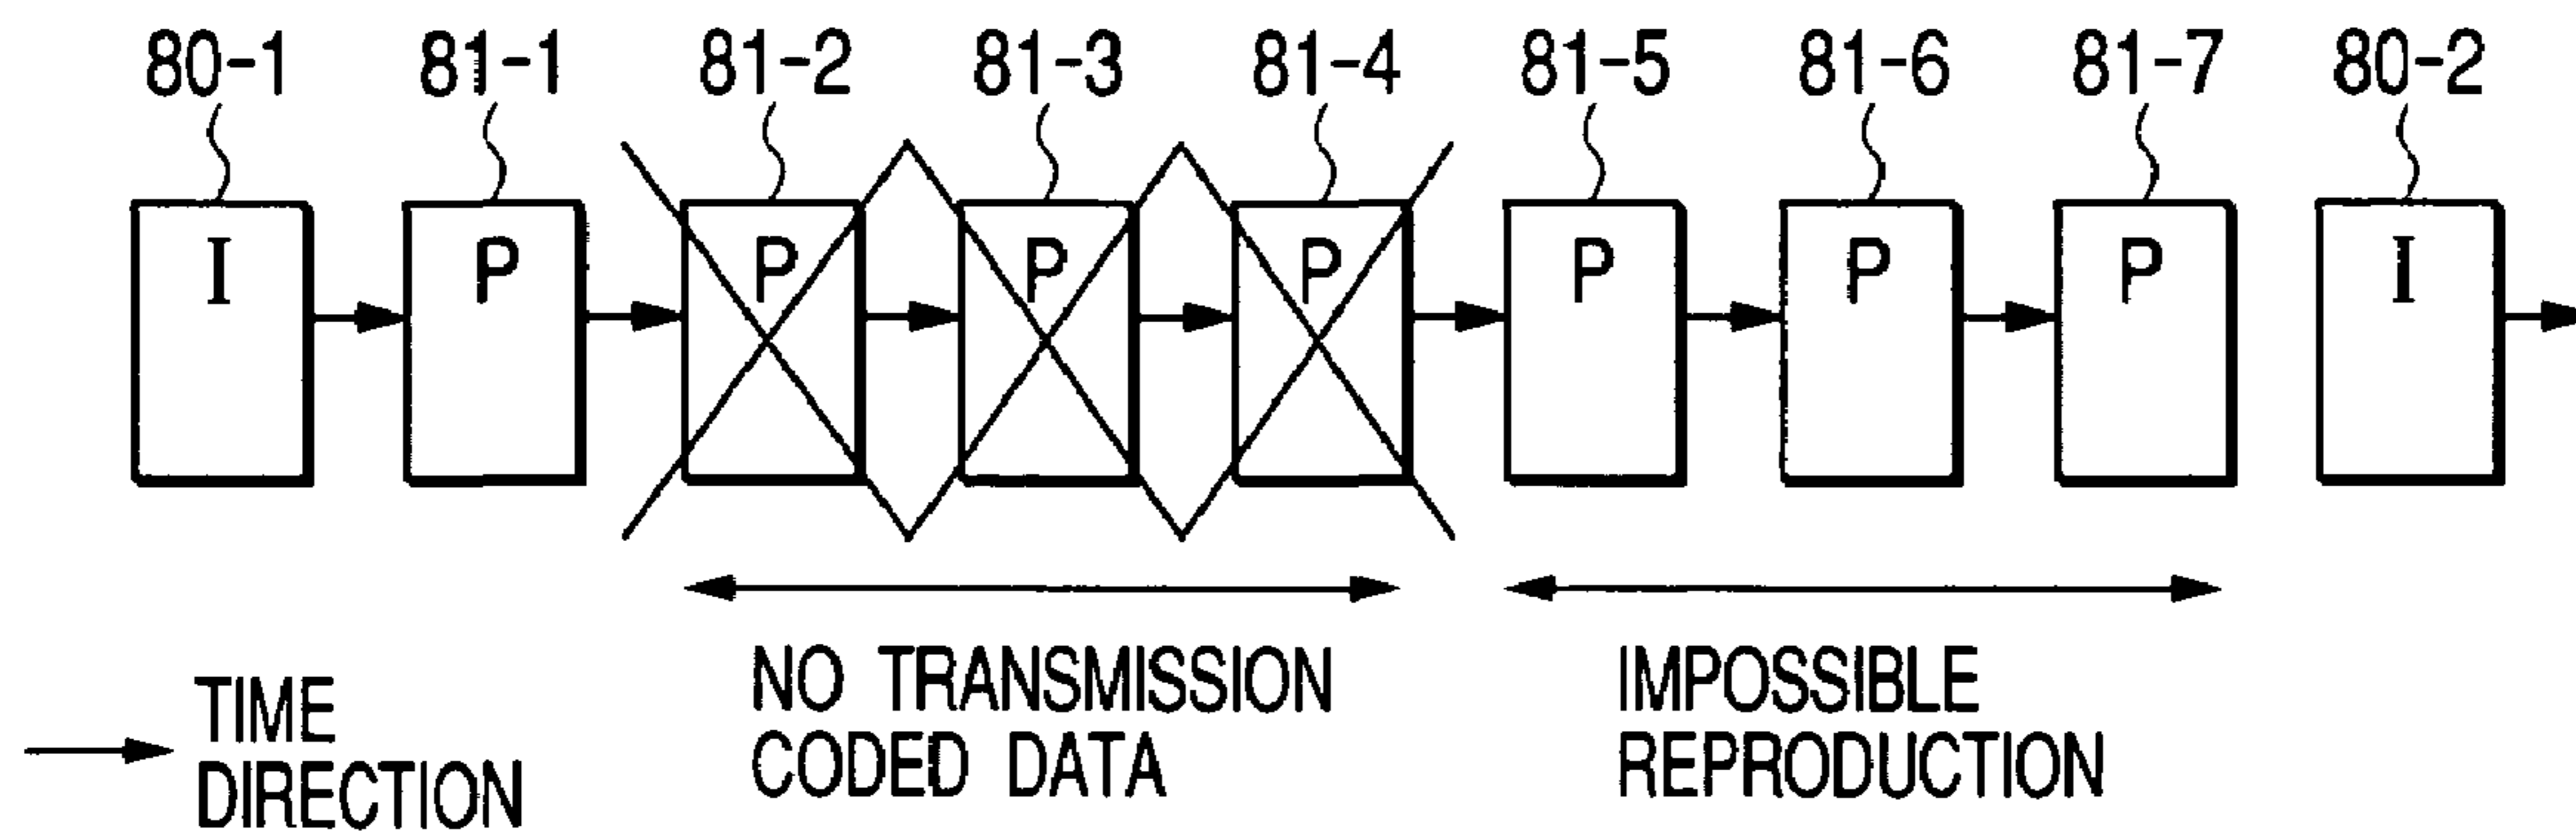 80-1 81-1 81-2 81-3 81-4 81-5 81-6 81-7 80-2
I P P P P P P P I
NO TRANSMISSION
CODED DATA
IMPOSSIBLE
REPRODUCTION
TIME
DIRECTION